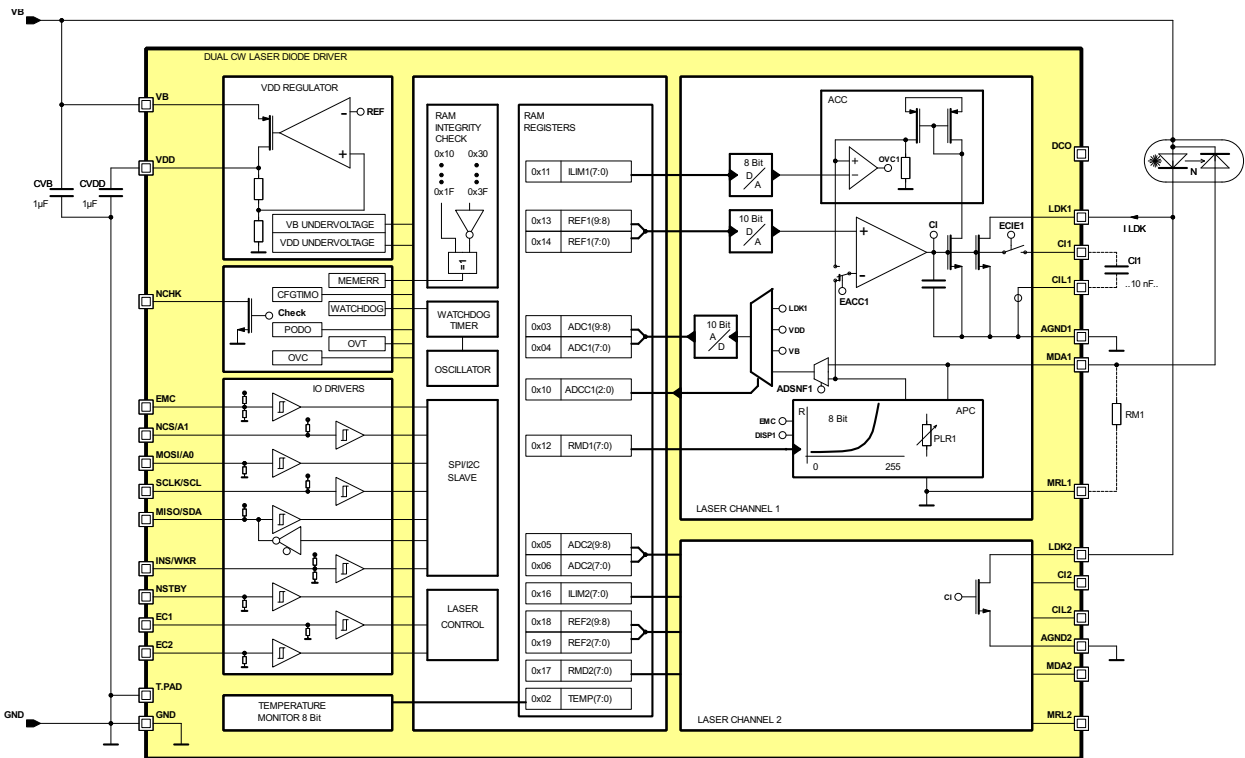 VB
DUAL CW LASER DIODE DRIVER
VB
VDD
CVB
1µF
CVDD
1µF
NCHK
EMC
NCS/A1
MOSI/A0
SCLK/SCL
MISO/SDA
INS/WKR
NSTBY
EC1
EC2
T.PAD
GND
GND
VDD REGULATOR
REF
-
+
VB UNDERVOLTAGE
VDD UNDERVOLTAGE
MEMERR
CFGTIMO
WATCHDOG
Check
PODO
OVT
OVC
IO DRIVERS
TEMPERATURE
MONITOR 8 Bit
RAM
INTEGRITY
CHECK
0x10 0x30
0x1F 0x3F
=1
WATCHDOG
TIMER
OSCILLATOR
SPI/I2C
SLAVE
LASER
CONTROL
RAM
REGISTERS
0x11 ILIM1(7:0)
0x13 REF1(9:8)
0x14 REF1(7:0)
0x03 ADC1(9:8)
0x04 ADC1(7:0)
0x10 ADCC1(2:0)
0x12 RMD1(7:0)
0x05 ADC2(9:8)
0x06 ADC2(7:0)
0x16 ILIM2(7:0)
0x18 REF2(9:8)
0x19 REF2(7:0)
0x17 RMD2(7:0)
0x02 TEMP(7:0)
ACC
8 Bit
D
A
+
-
OVC1
10 Bit
D
A
+
-
CI
ECIE1
EACC1
10 Bit
A
D
LDK1
VDD
VB
ADSNF1
EMC
DISP1
R
8 Bit
APC
PLR1
0 255
LASER CHANNEL 1
CI
LASER CHANNEL 2
DCO
LDK1
I LDK
CI1
CI1
..10 nF..
CIL1
AGND1
MDA1
RM1
MRL1
LDK2
CI2
CIL2
AGND2
MDA2
MRL2
N